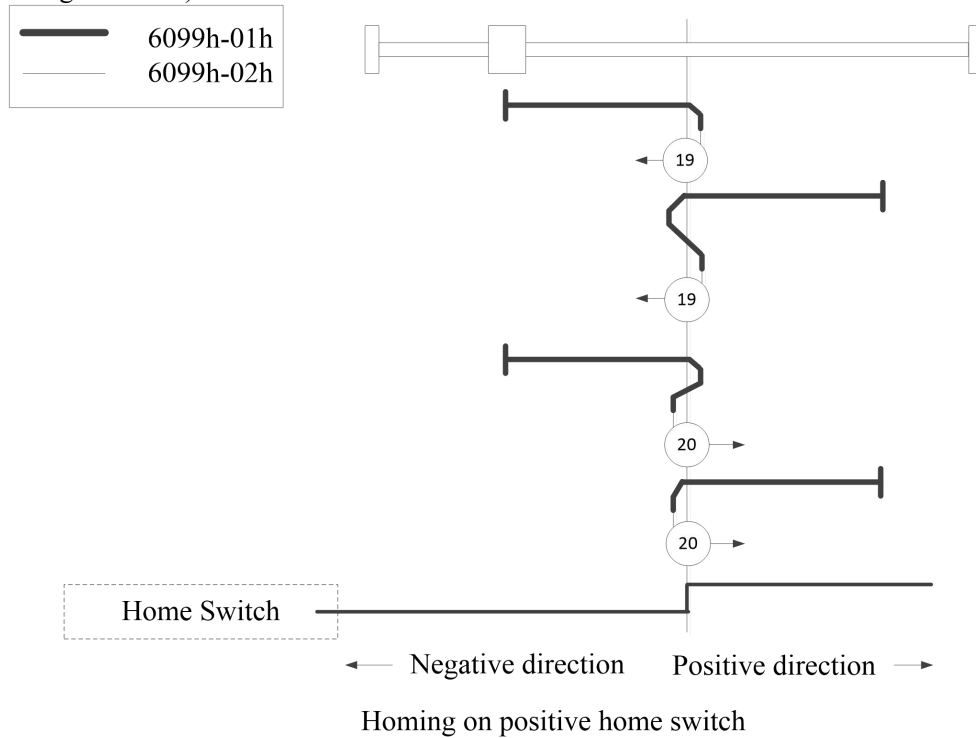 6099h-01h
6099h-02h
19
19
20
20
Home Switch
Negative direction
Positive direction
Homing on positive home switch